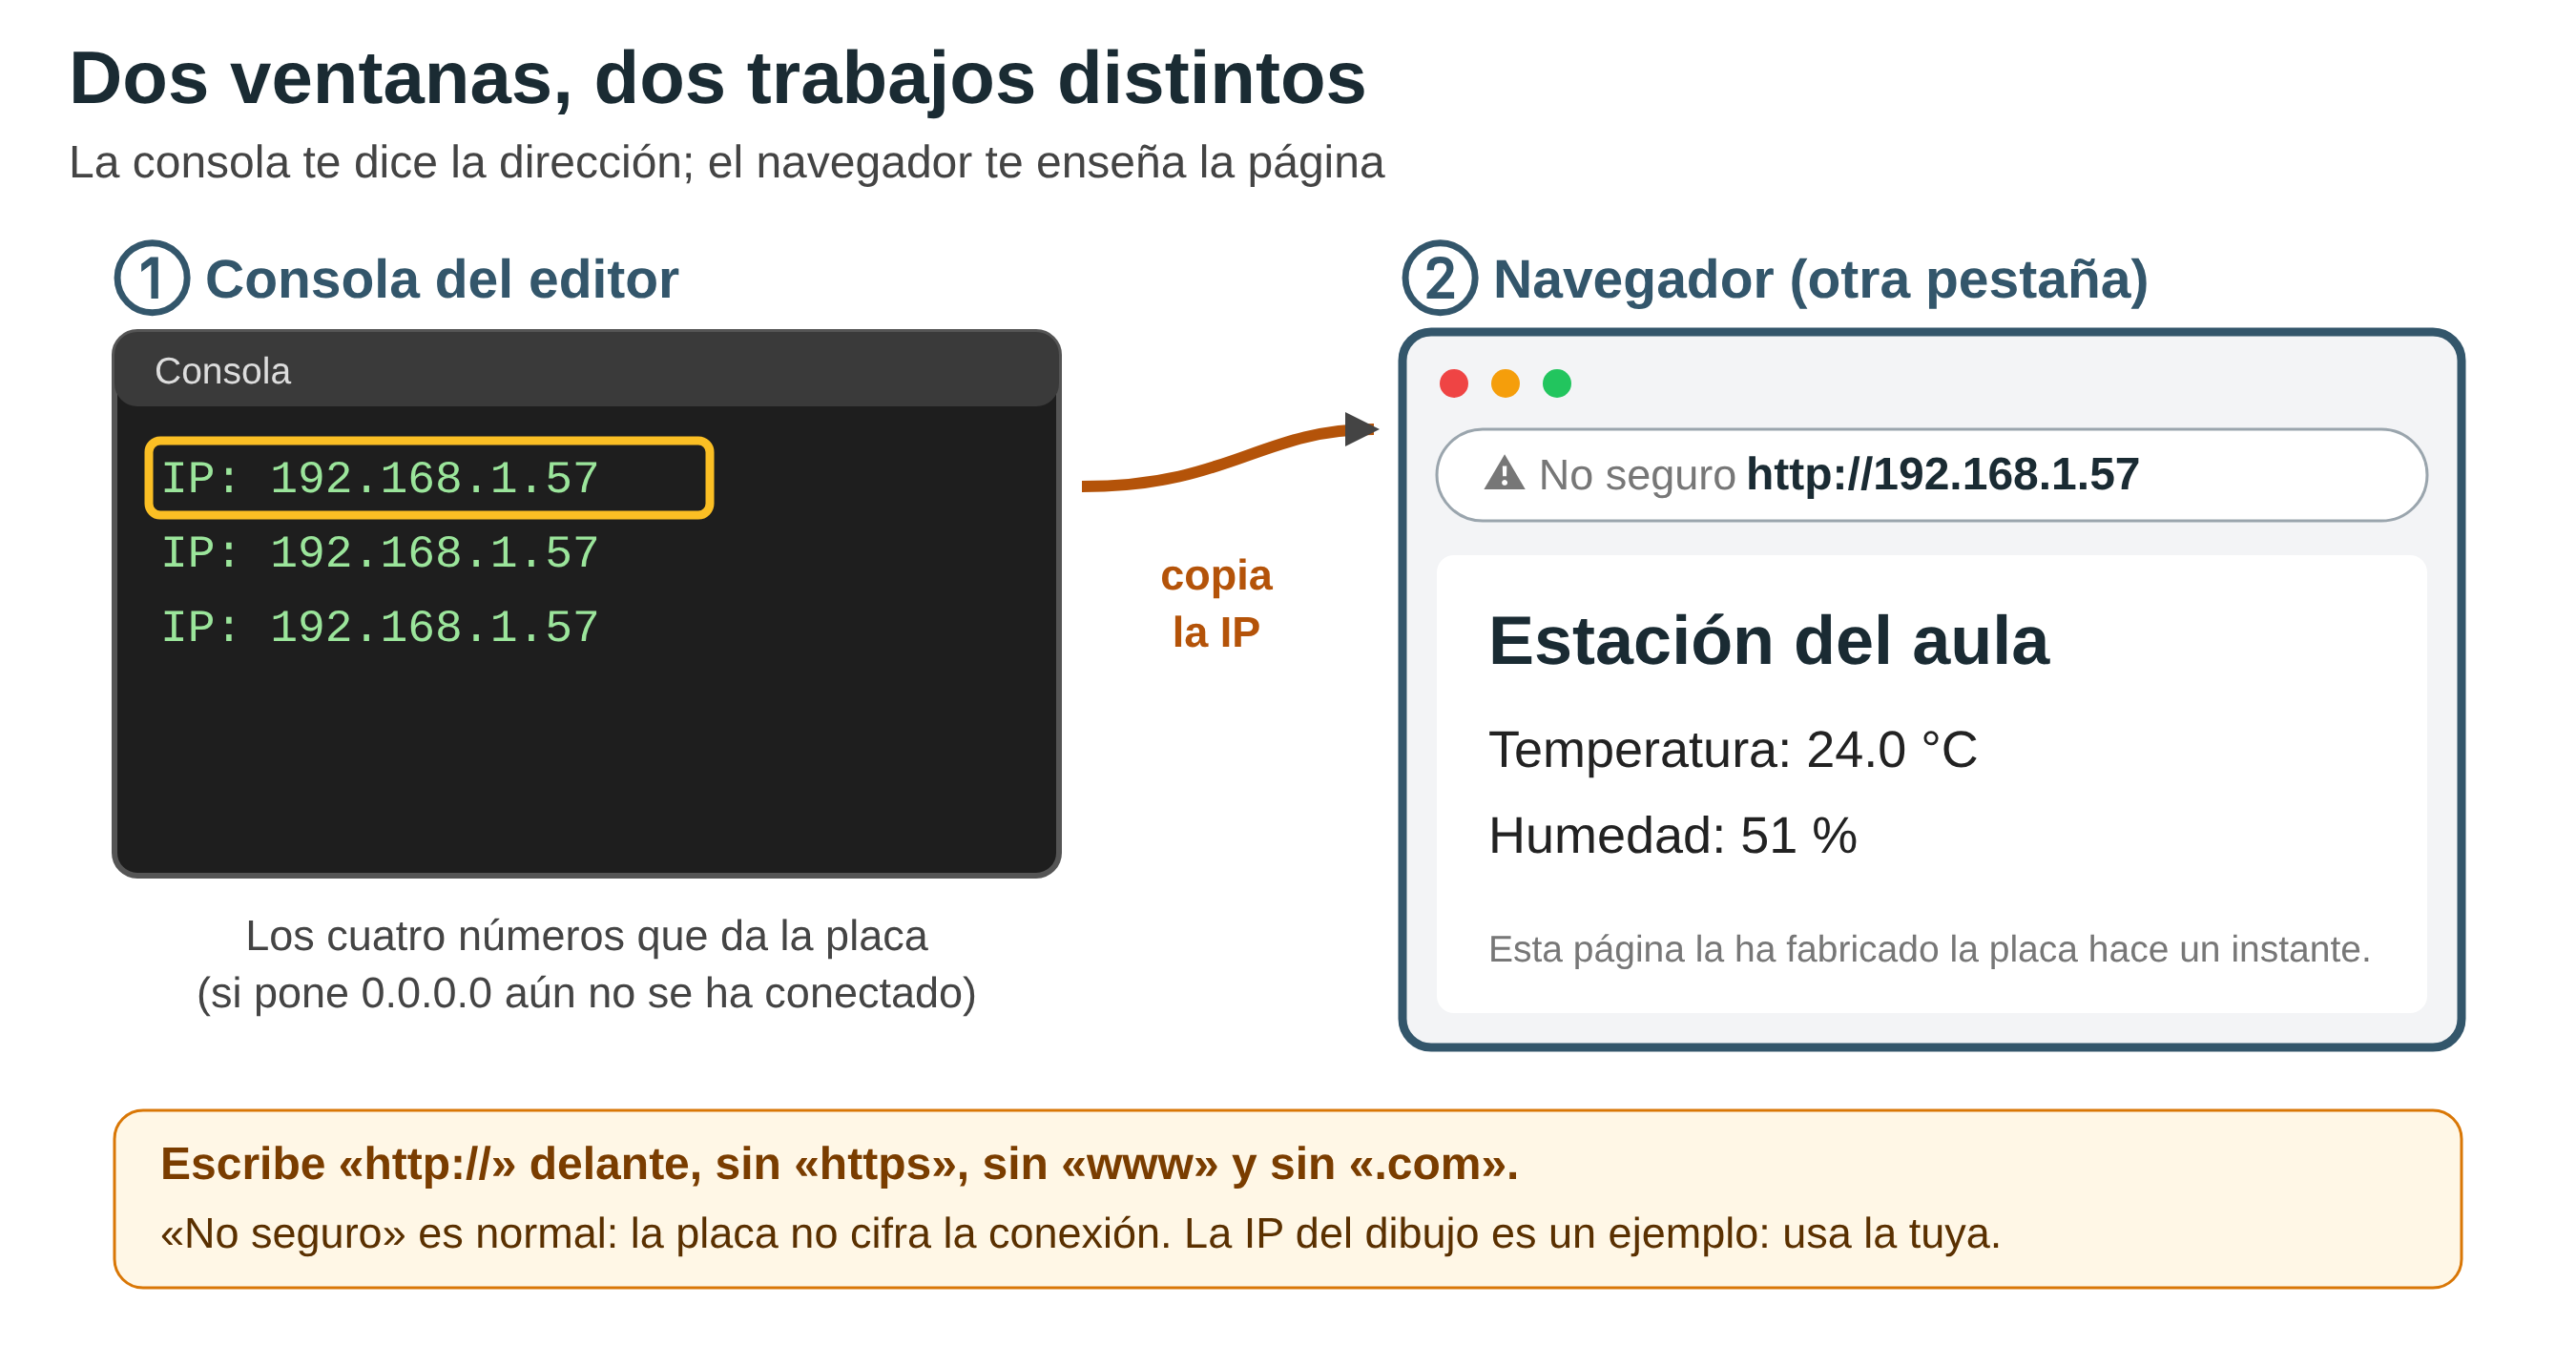 Dos ventanas, dos trabajos distintos
La consola te dice la dirección; el navegador te enseña la página
1 Consola del editor
Consola
IP: 192.168.1.57
IP: 192.168.1.57
IP: 192.168.1.57
Los cuatro números que da la placa
(si pone 0.0.0.0 aún no se ha conectado)
copia
la IP
2 Navegador (otra pestaña)
No seguro http://192.168.1.57
Estación del aula
Temperatura: 24.0 °C
Humedad: 51 %
Esta página la ha fabricado la placa hace un instante.
Escribe «http://» delante, sin «https», sin «www» y sin «.com».
«No seguro» es normal: la placa no cifra la conexión. La IP del dibujo es un ejemplo: usa la tuya.